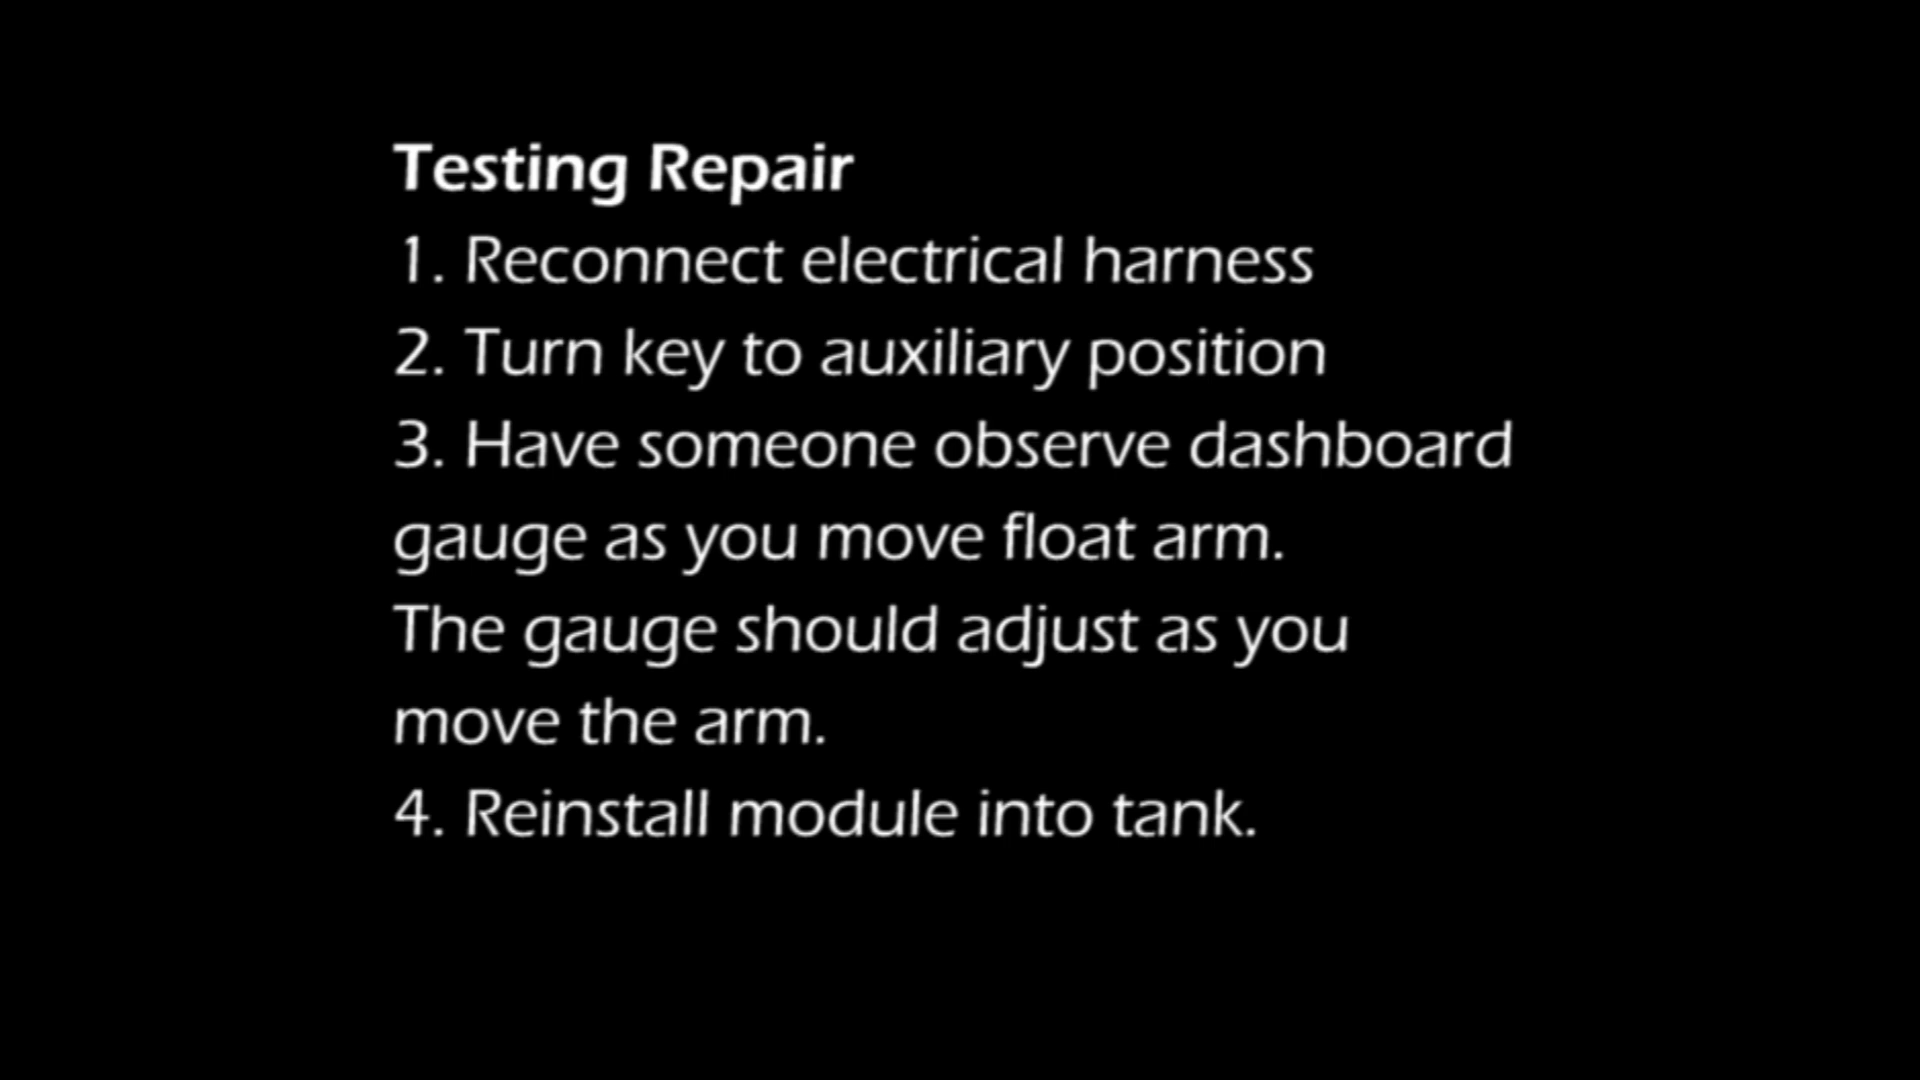 Testing Repair
1. Reconnect electrical harness
2. Turn key to auxiliary position
3. Have someone observe dashboard
gauge as you move float arm.
The gauge should adjust as you
move the arm.
4. Reinstall module into tank.